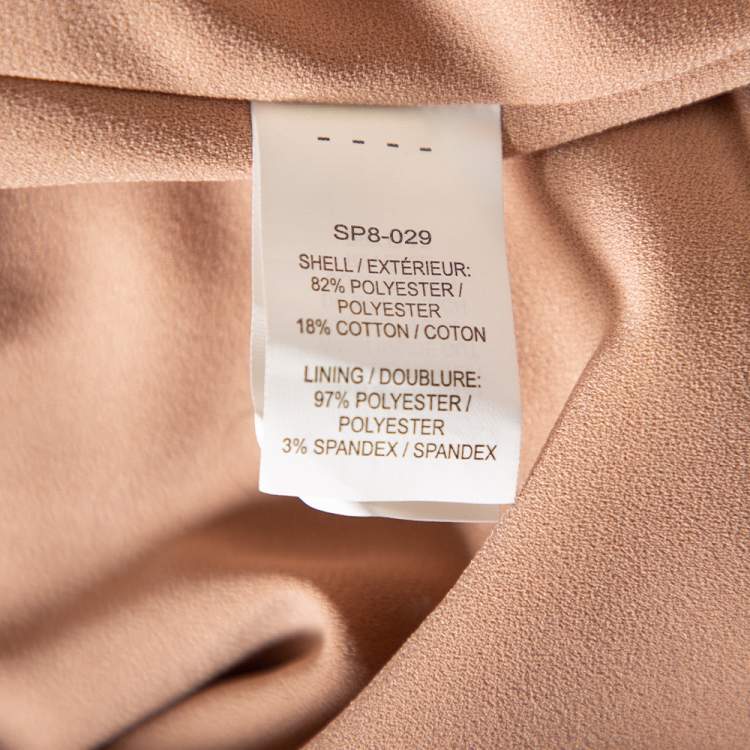 - - - -
SP8-029
SHELL / EXTÉRIEUR:
82% POLYESTER /
POLYESTER
18% COTTON / COTON
LINING / DOUBLURE:
97% POLYESTER /
POLYESTER
3% SPANDEX / SPANDEX